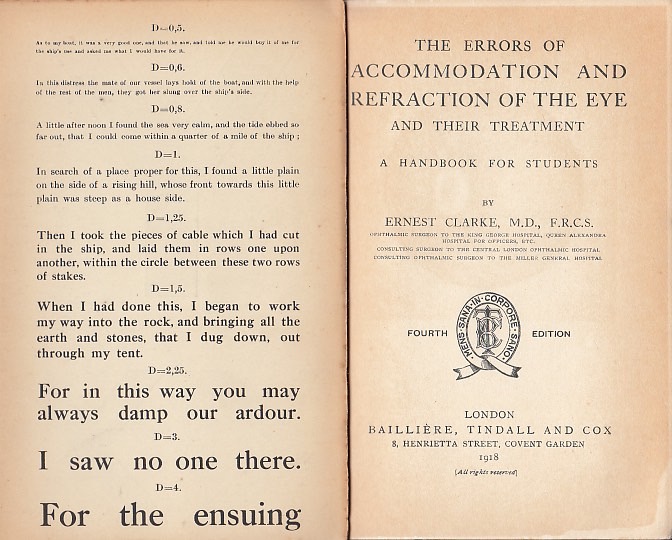 D=0,5.
As to my boat, it was a very good one, and that he saw, and told me he would buy it of me for
the ship's use and asked me what I would have for it.
D=0,6.
In this distress the mate of our vessel lays hold of the boat, and with the help
of the rest of the men, they got her slung over the ship's side.
D=0,8.
A little after noon I found the sea very calm, and the tide ebbed so
far out, that I could come within a quarter of a mile of the ship ;
D=1.
In search of a place proper for this, I found a little plain
on the side of a rising hill, whose front towards this little
plain was steep as a house side.
D=1,25.
Then I took the pieces of cable which I had cut
in the ship, and laid them in rows one upon
another, within the circle between these two rows
of stakes.
D=1,5.
When I had done this, I began to work
my way into the rock, and bringing all the
earth and stones, that I dug down, out
through my tent.
D=2,25.
For in this way you may
always damp our ardour.
D=3.
I saw no one there.
D=4.
For the ensuing
THE ERRORS OF
ACCOMMODATION AND
REFRACTION OF THE EYE
AND THEIR TREATMENT
A HANDBOOK FOR STUDENTS
BY
ERNEST CLARKE, M.D., F.R.C.S.
OPHTHALMIC SURGEON TO THE KING GEORGE HOSPITAL, QUEEN ALEXANDRA
HOSPITAL FOR OFFICERS, ETC.
CONSULTING SURGEON TO THE CENTRAL LONDON OPHTHALMIC HOSPITAL
CONSULTING OPHTHALMIC SURGEON TO THE MILLER GENERAL HOSPITAL
MENS·SANA·IN·CORPORE·SANO·
FOURTH EDITION
LONDON
BAILLIÈRE, TINDALL AND COX
8, HENRIETTA STREET, COVENT GARDEN
1918
[All rights reserved]